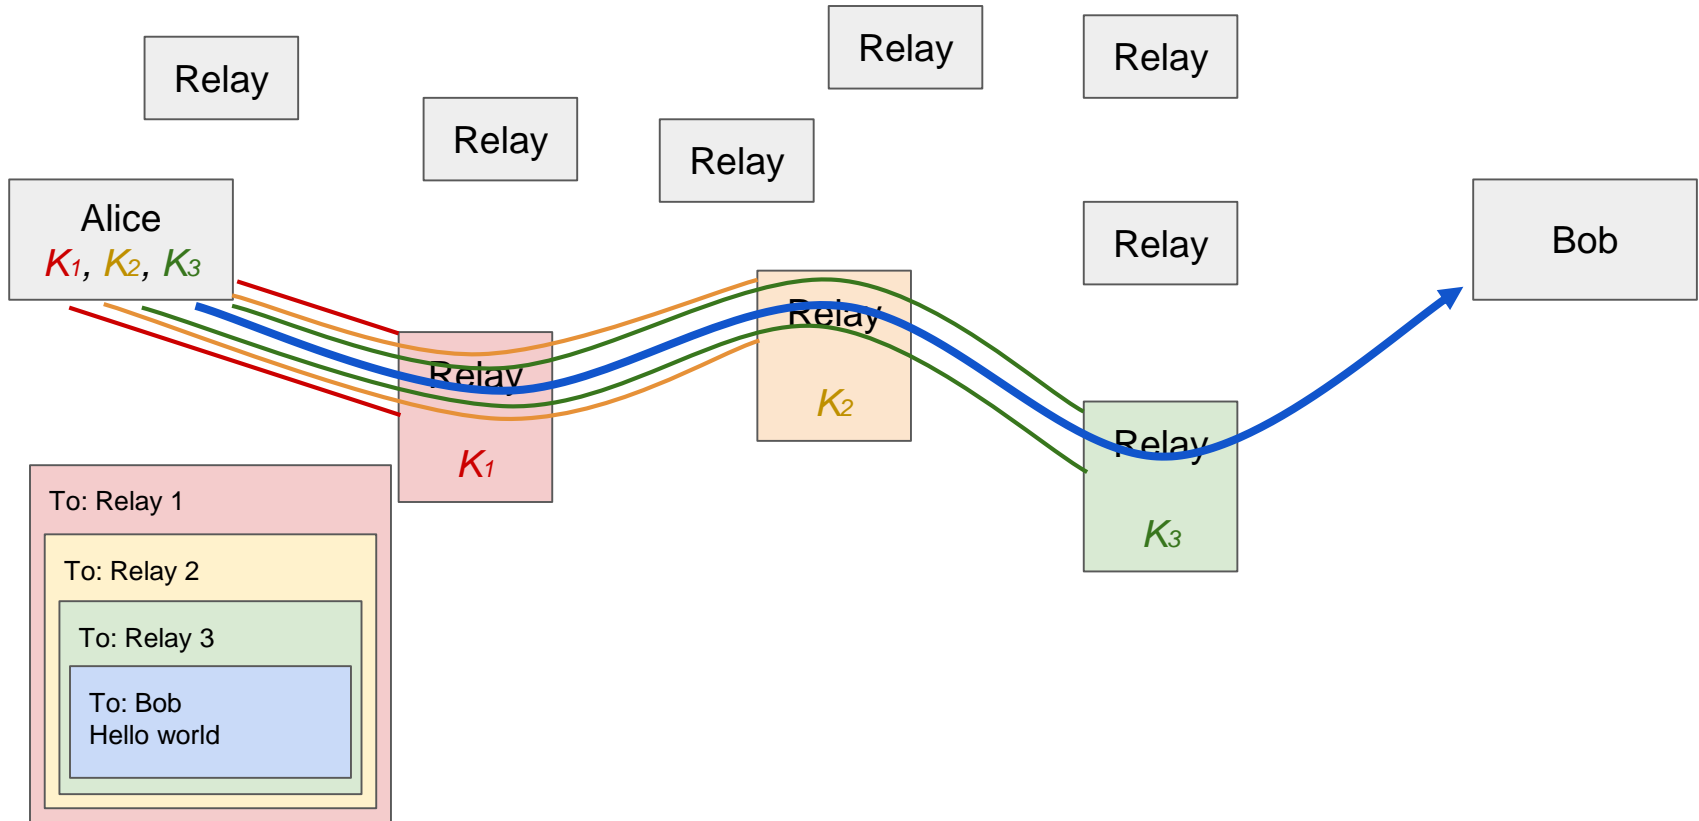 Relay
Relay
Relay
Relay
Relay
Alice
K1, K2, K3
Relay
Bob
Relay
K1
Relay
K2
Relay
K3
To: Relay 1
To: Relay 2
To: Relay 3
To: Bob
Hello world